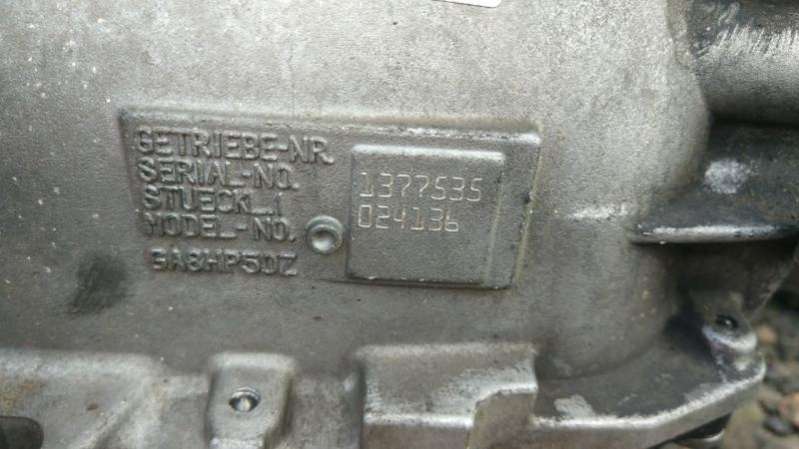 GETRIEBE-NR.
SERIAL-NO.
1377535
STUECKL.
MODEL-NO.
024136
GA8HP50Z